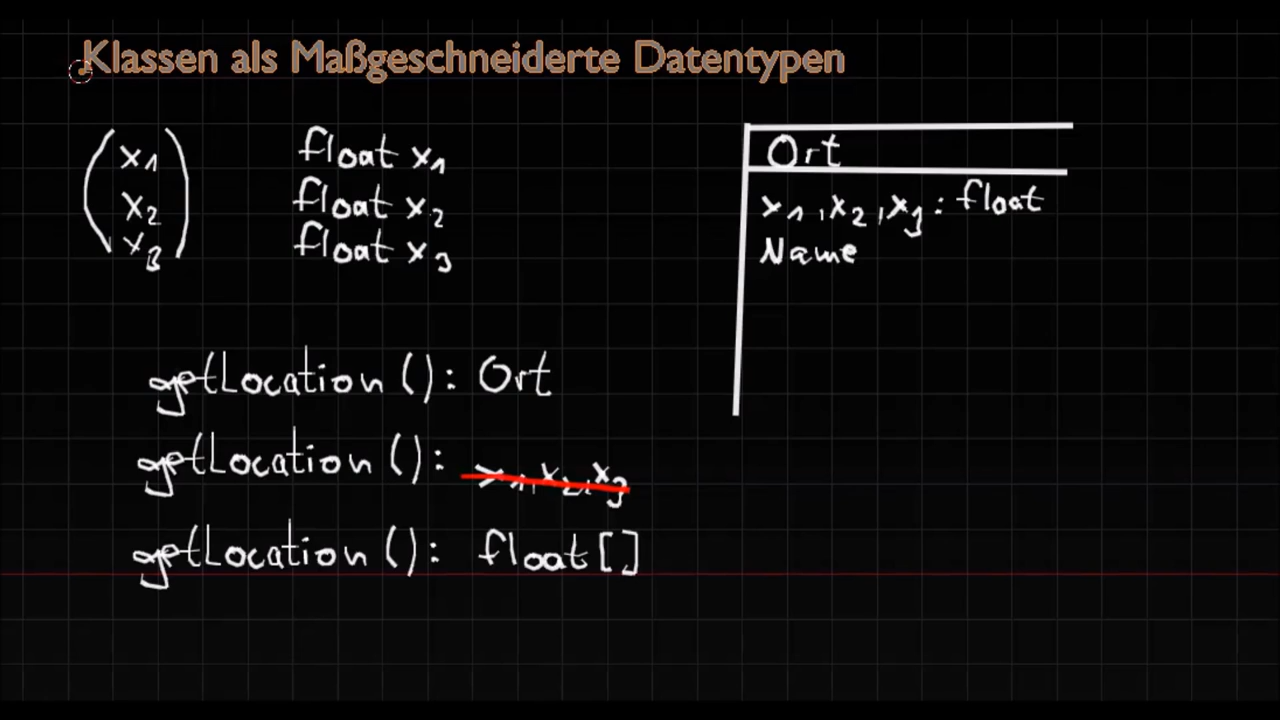 Klassen als Maßgeschneiderte Datentypen
x1
x2
x3
float x1
float x2
float x3
Ort
x1, x2, x3 : float
Name
getLocation () : Ort
getLocation () : x1, x2, x3
getLocation () : float []